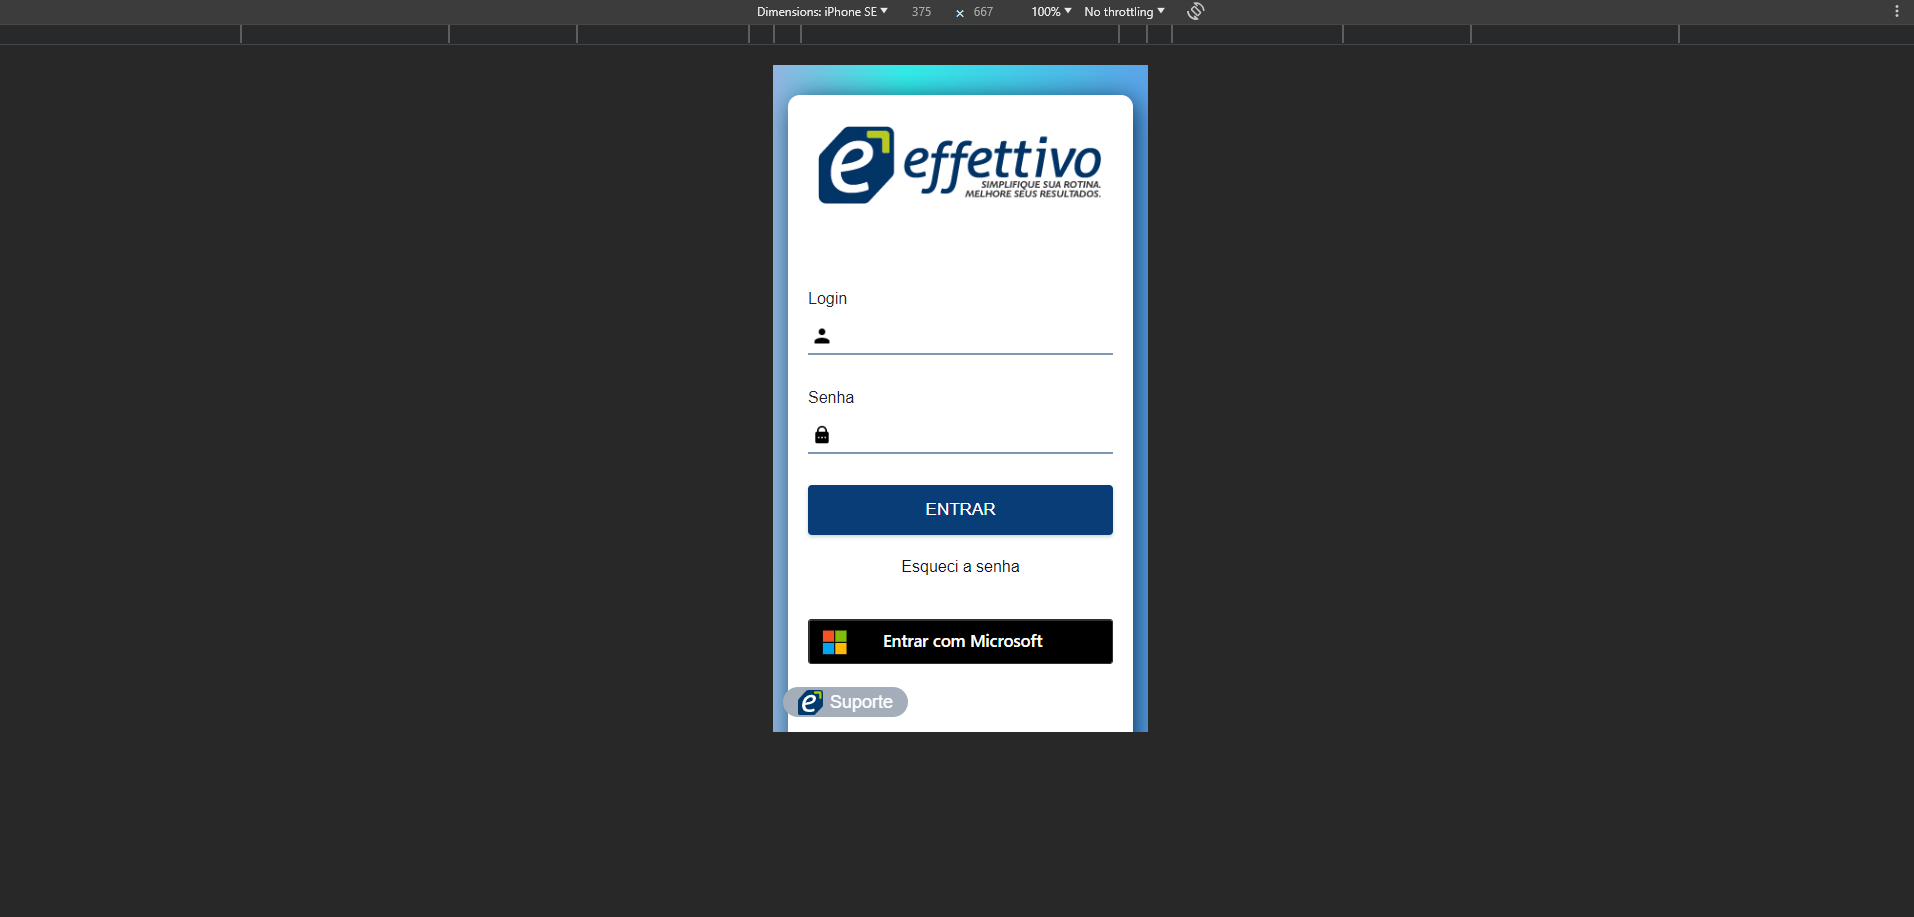 Dimensions: iPhone SE 375 × 667 100% No throttling
e effettivo
SIMPLIFIQUE SUA ROTINA.
MELHORE SEUS RESULTADOS.
Login
Senha
ENTRAR
Esqueci a senha
Entrar com Microsoft
e Suporte